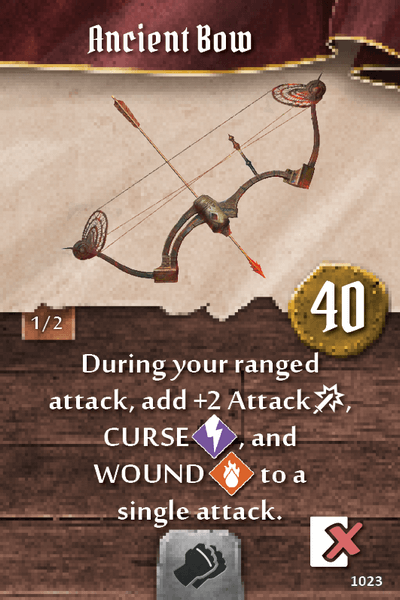 Ancient Bow
1/2
40
During your ranged
attack, add +2 Attack,
CURSE, and
WOUND to a
single attack.
1023